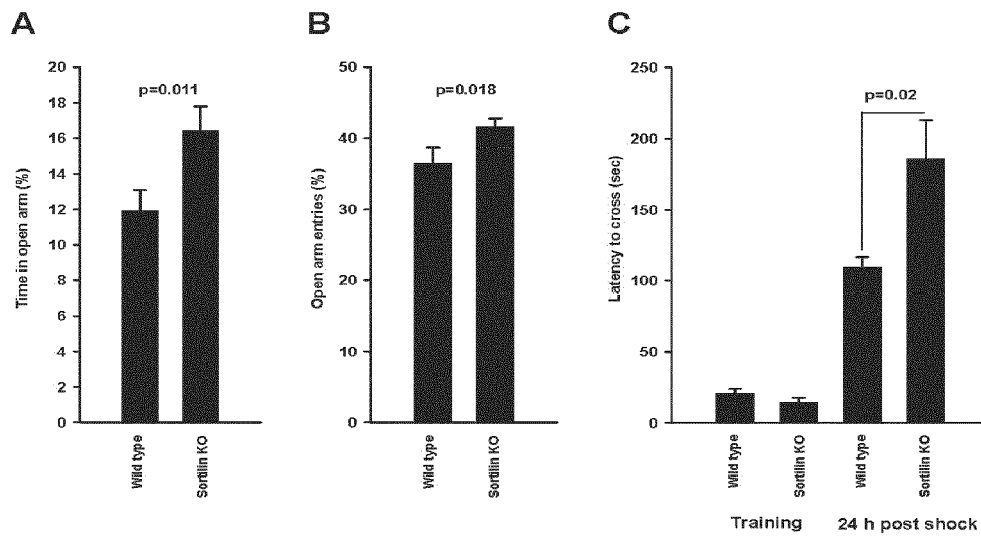 A
B
C
20
18
16
14
12
10
8
6
4
2
0
Time in open arm (%)
p=0.011
Wild type
Sortilin KO
50
40
30
20
10
0
Open arm entries (%)
p=0.018
Wild type
Sortilin KO
250
200
150
100
50
0
Latency to cross (sec)
p=0.02
Wild type
Sortilin KO
Wild type
Sortilin KO
Training
24 h post shock